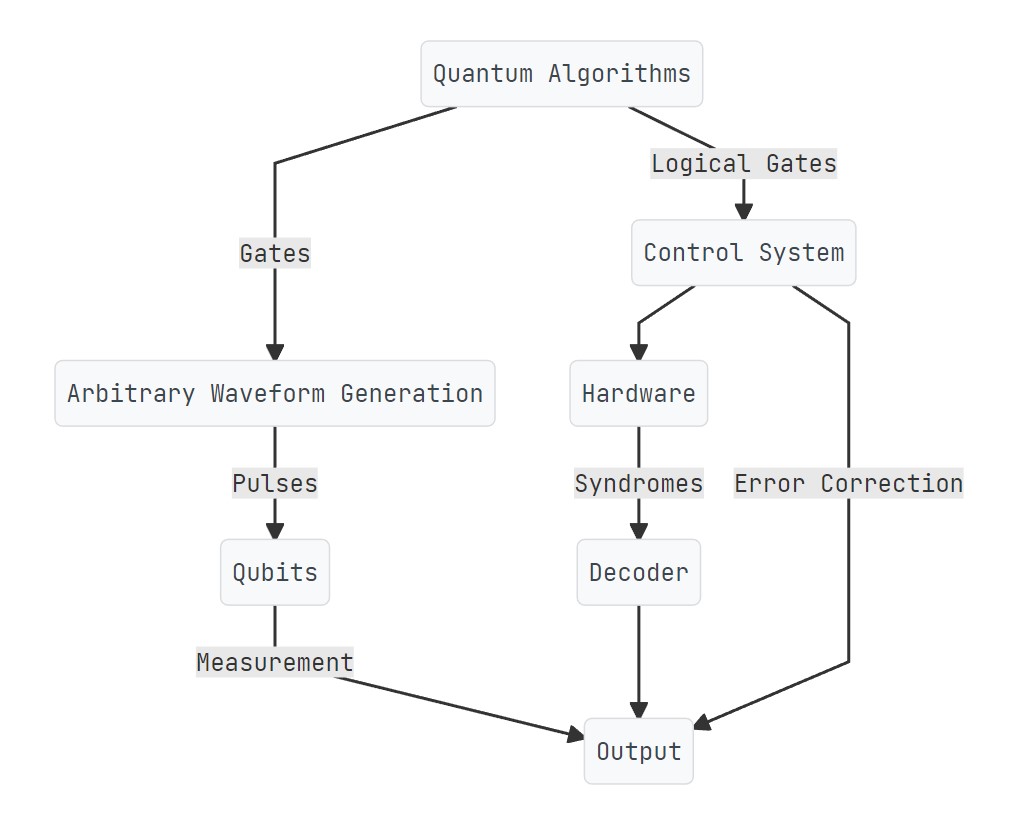 Quantum Algorithms
Logical Gates
Gates
Control System
Arbitrary Waveform Generation
Hardware
Pulses
Syndromes
Error Correction
Qubits
Decoder
Measurement
Output